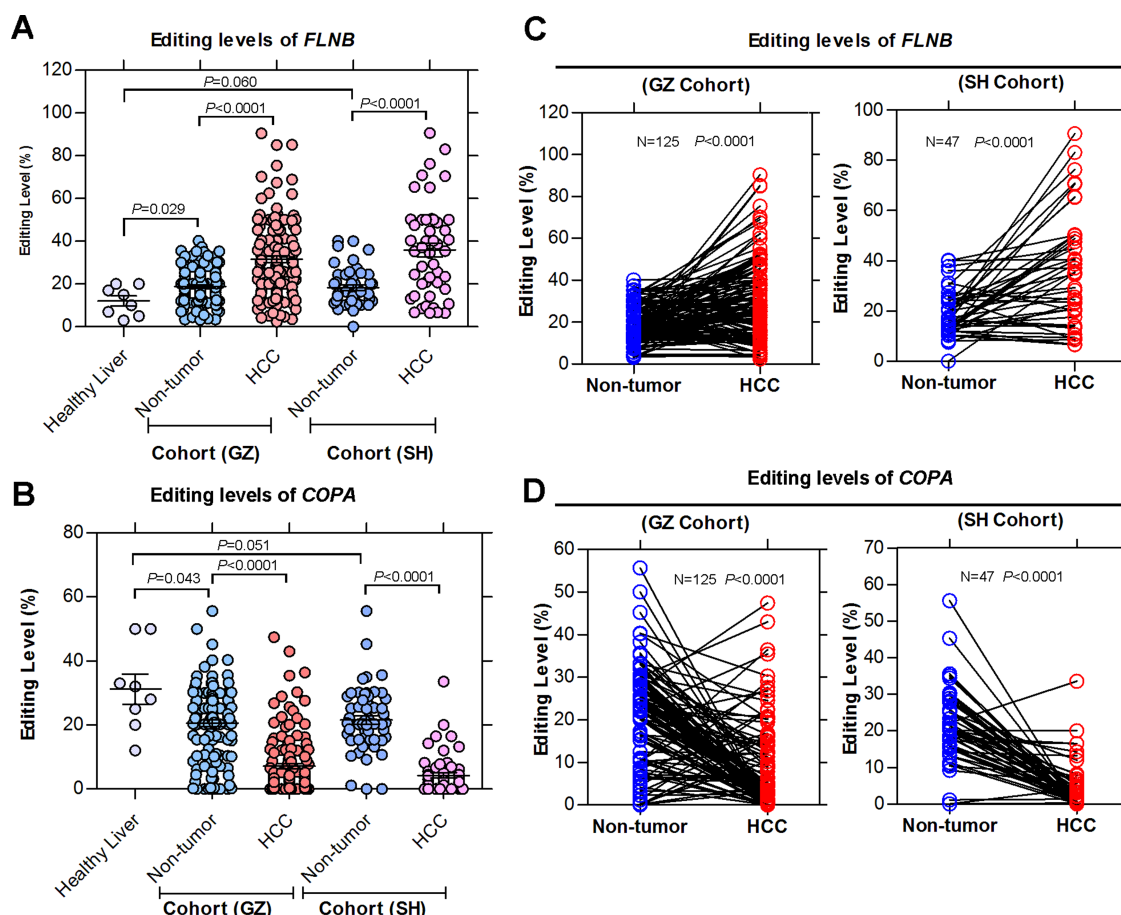 A
Editing levels of FLNB
120
100
80
60
40
20
0
Editing Level (%)
P=0.060
P<0.0001
P<0.0001
P=0.029
Healthy Liver
Non-tumor
HCC
Non-tumor
HCC
Cohort (GZ)
Cohort (SH)
B
Editing levels of COPA
80
60
40
20
0
Editing Level (%)
P=0.051
P=0.043
P<0.0001
P<0.0001
Healthy Liver
Non-tumor
HCC
Non-tumor
HCC
Cohort (GZ)
Cohort (SH)
C
Editing levels of FLNB
(GZ Cohort)
120
100
80
60
40
20
0
Editing Level (%)
N=125 P<0.0001
Non-tumor
HCC
(SH Cohort)
100
80
60
40
20
0
Editing Level (%)
N=47 P<0.0001
Non-tumor
HCC
D
Editing levels of COPA
(GZ Cohort)
60
50
40
30
20
10
0
Editing Level (%)
N=125 P<0.0001
Non-tumor
HCC
(SH Cohort)
70
60
50
40
30
20
10
0
Editing Level (%)
N=47 P<0.0001
Non-tumor
HCC